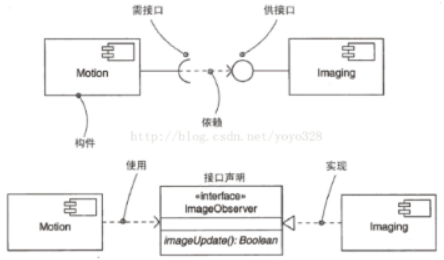 需接口 供接口
Motion Imaging
构件 依赖
http://blog.csdn.net/yoyo328
使用 接口声明 实现
«interface»
ImageObserver
Motion Imaging
imageUpdate(): Boolean